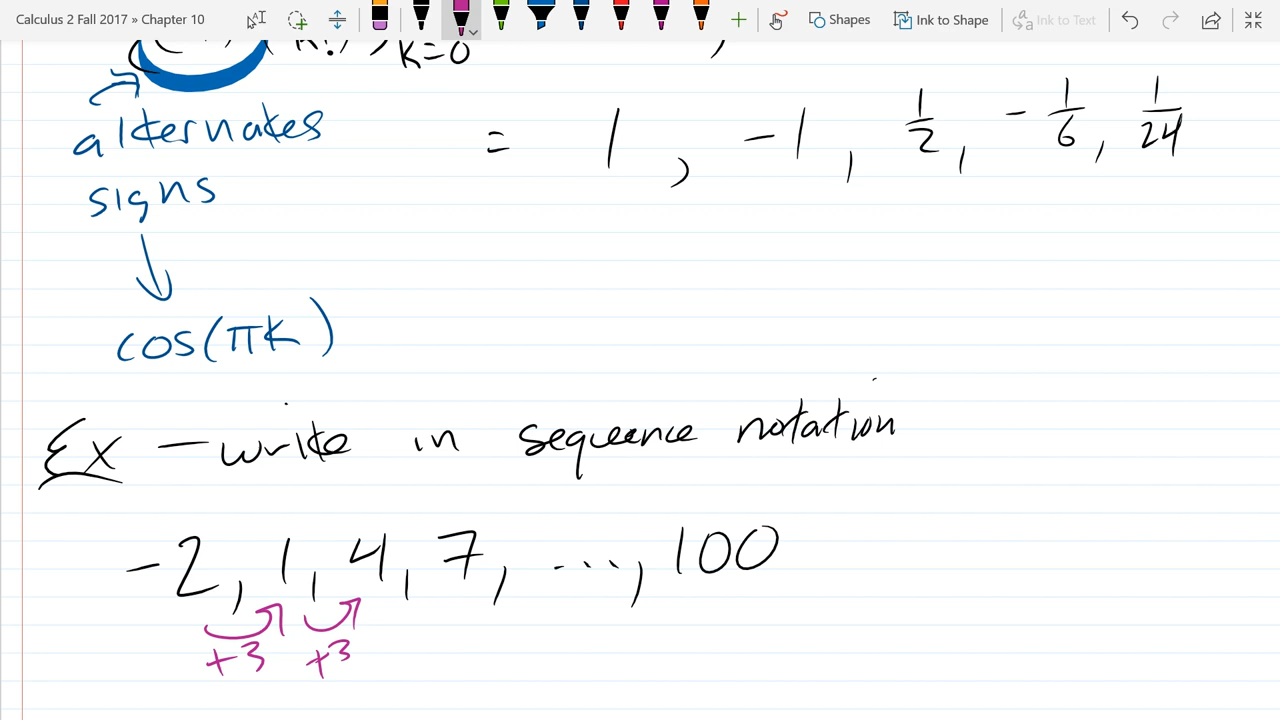 Calculus 2 Fall 2017 » Chapter 10
Shapes
Ink to Shape
Ink to Text
K=0
alternates
signs
= 1, -1, 1/2, -1/6, 1/24
cos(πk)
Ex - write in sequence notation
-2, 1, 4, 7, ..., 100
+3 +3